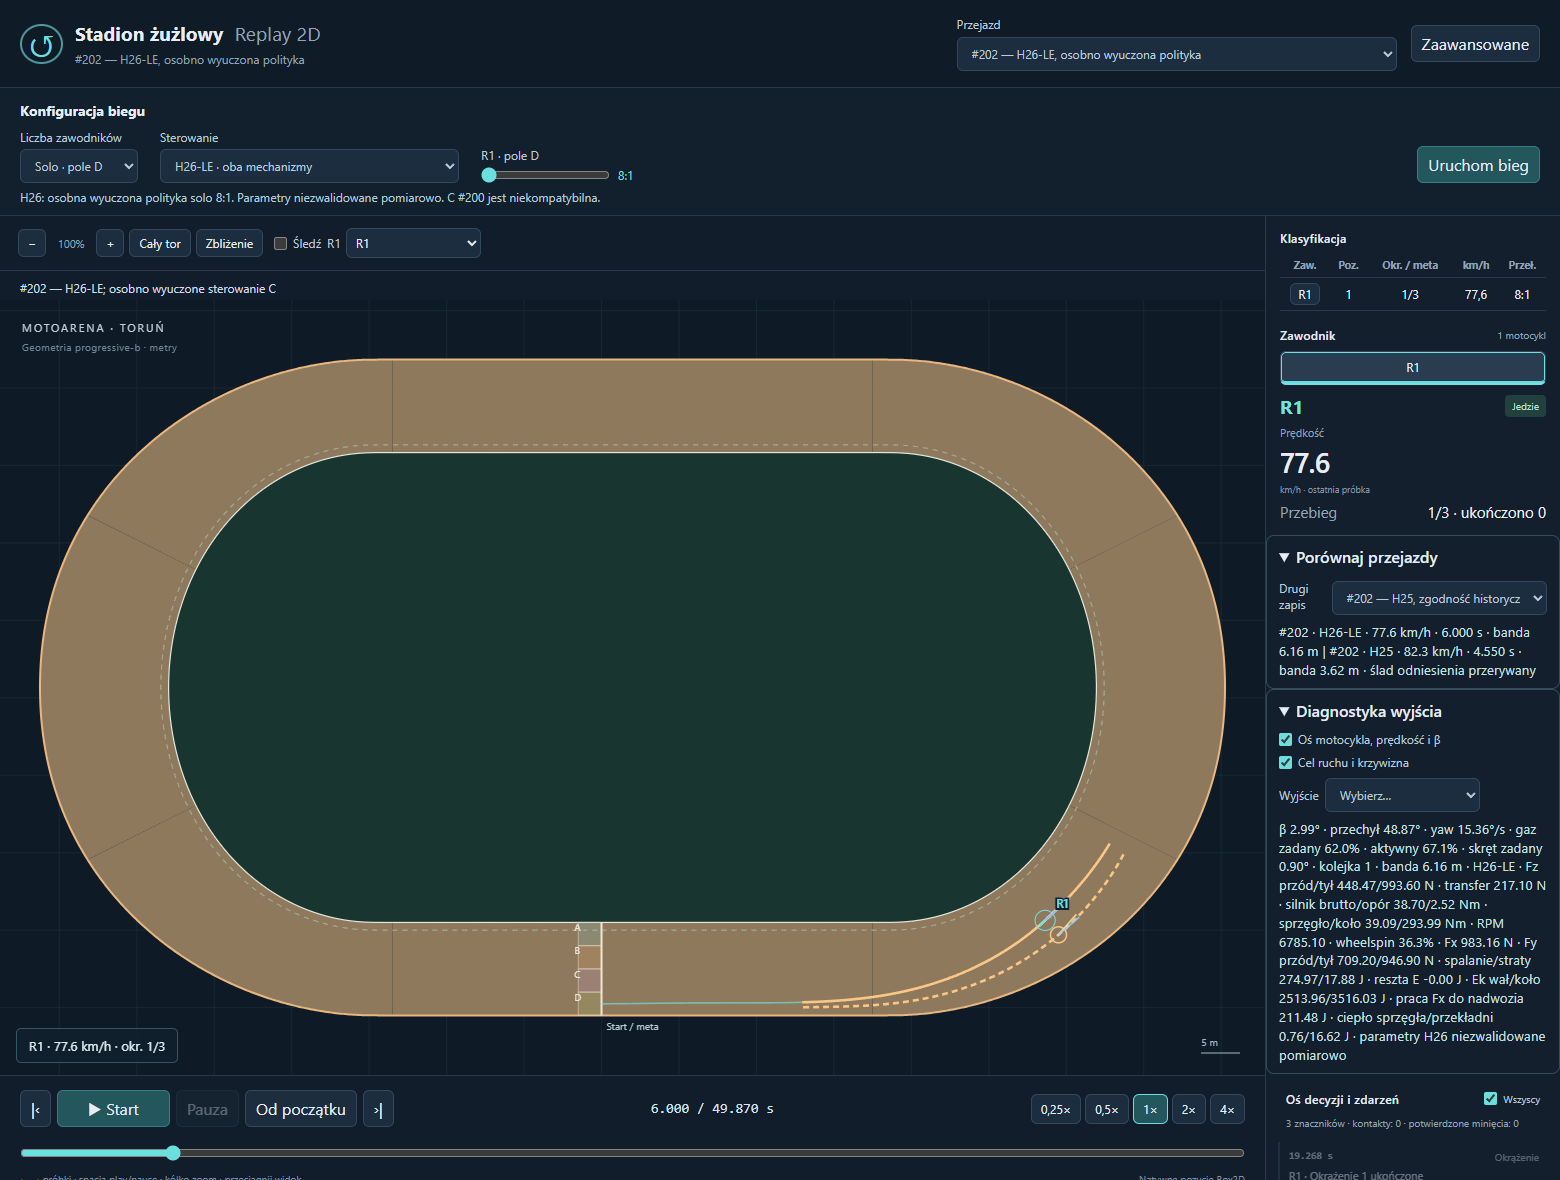 Stadion żużlowy Replay 2D
#202 — H26-LE, osobno wyuczona polityka
Przejazd
#202 — H26-LE, osobno wyuczona polityka
Zaawansowane
Konfiguracja biegu
Liczba zawodników
Sterowanie
Solo · pole D
H26-LE · oba mechanizmy
R1 · pole D
8:1
Uruchom bieg
H26: osobna wyuczona polityka solo 8:1. Parametry niezwalidowane pomiarowo. C #200 jest niekompatybilna.
−
100%
+
Cały tor
Zbliżenie
Śledź R1
R1
#202 — H26-LE; osobno wyuczone sterowanie C
MOTOARENA · TORUŃ
Geometria progressive-b · metry
R1
A
B
C
D
Start / meta
5 m
R1 · 77.6 km/h · okr. 1/3
|‹
▶ Start
Pauza
Od początku
›|
6.000 / 49.870 s
0,25×
0,5×
1×
2×
4×
Klasyfikacja
Zaw. Poz. Okr. / meta km/h Przeł.
R1 1 1/3 77,6 8:1
Zawodnik
1 motocykl
R1
R1
Jedzie
Prędkość
77.6
km/h · ostatnia próbka
Przebieg
1/3 · ukończono 0
▼ Porównaj przejazdy
Drugi
zapis
#202 — H25, zgodność historycz
#202 · H26-LE · 77.6 km/h · 6.000 s · banda
6.16 m | #202 · H25 · 82.3 km/h · 4.550 s ·
banda 3.62 m · ślad odniesienia przerywany
▼ Diagnostyka wyjścia
Oś motocykla, prędkość i β
Cel ruchu i krzywizna
Wyjście
Wybierz...
β 2.99° · przechył 48.87° · yaw 15.36°/s · gaz
zadany 62.0% · aktywny 67.1% · skręt zadany
0.90° · kolejka 1 · banda 6.16 m · H26-LE · Fz
przód/tył 448.47/993.60 N · transfer 217.10 N
· silnik brutto/opór 38.70/2.52 Nm ·
sprzęgło/koło 39.09/293.99 Nm · RPM
6785.10 · wheelspin 36.3% · Fx 983.16 N · Fy
przód/tył 709.20/946.90 N · spalanie/straty
274.97/17.88 J · reszta E -0.00 J · Ek wał/koło
2513.96/3516.03 J · praca Fx do nadwozia
211.48 J · ciepło sprzęgła/przekładni
0.76/16.62 J · parametry H26 niezwalidowane
pomiarowo
Oś decyzji i zdarzeń
Wszyscy
3 znaczników · kontakty: 0 · potwierdzone minięcia: 0
19.268 s
Okrążenie
R1 · Okrążenie 1 ukończone